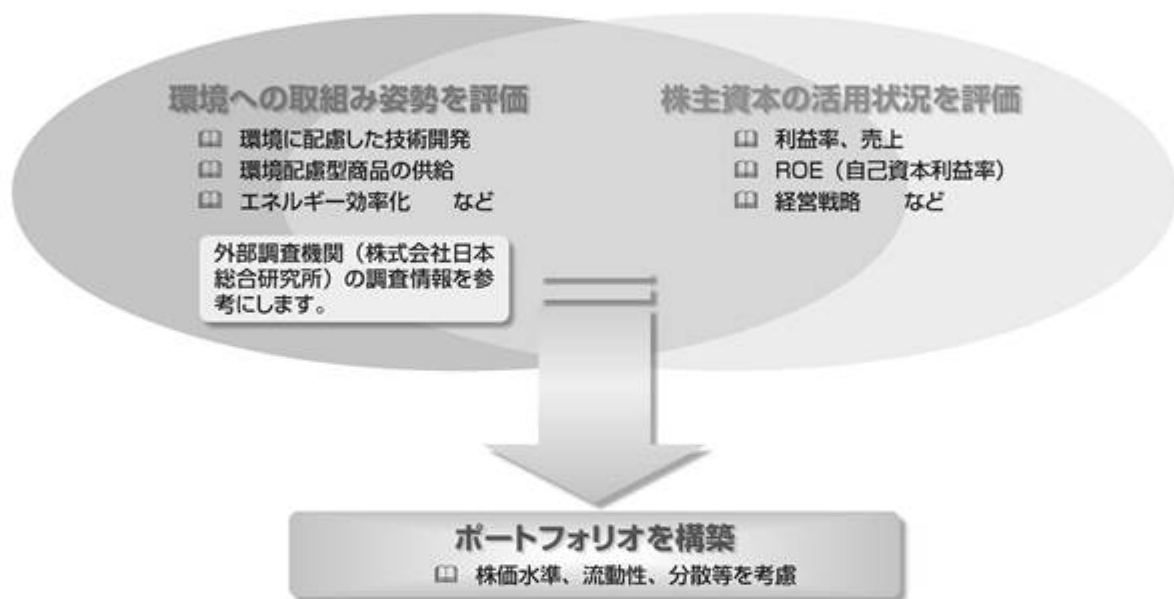 環境への取組み姿勢を評価
環境に配慮した技術開発
環境配慮型商品の供給
エネルギー効率化　など
外部調査機関（株式会社日本
総合研究所）の調査情報を参
考にします。
株主資本の活用状況を評価
利益率、売上
ROE（自己資本利益率）
経営戦略　など
ポートフォリオを構築
株価水準、流動性、分散等を考慮